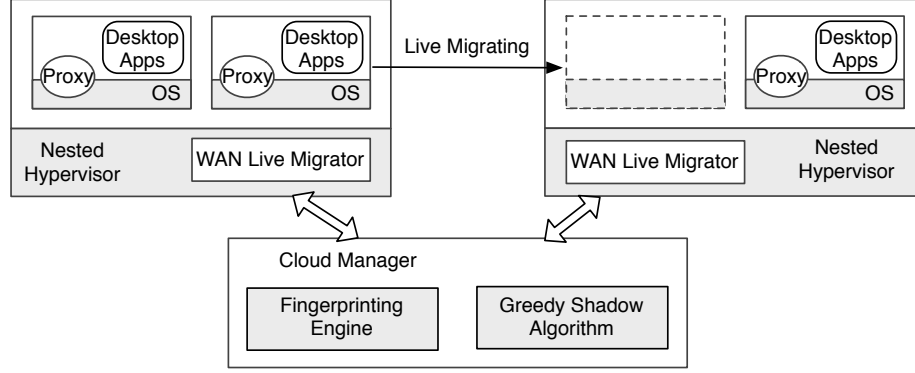 Desktop
Apps
Proxy
OS
Desktop
Apps
Proxy
OS
Live Migrating
Desktop
Apps
Proxy
OS
Nested
Hypervisor
WAN Live Migrator
WAN Live Migrator
Nested
Hypervisor
Cloud Manager
Fingerprinting
Engine
Greedy Shadow
Algorithm